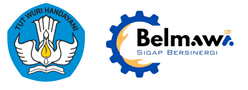 TUT WURI HANDAYANI
Belmawa
SIGAP BERSINERGI